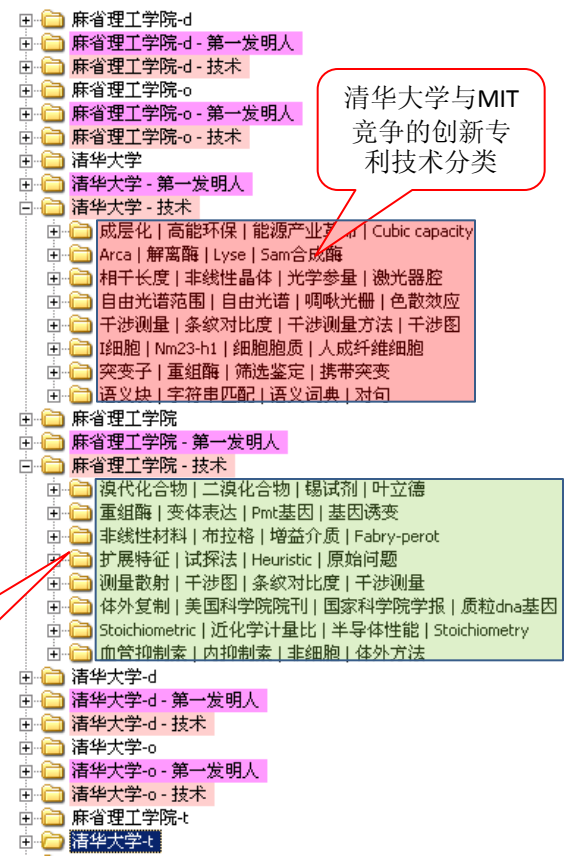 麻省理工学院-d
麻省理工学院-d - 第一发明人
麻省理工学院-d - 技术
麻省理工学院-o
麻省理工学院-o - 第一发明人
麻省理工学院-o - 技术
清华大学
清华大学 - 第一发明人
清华大学 - 技术
清华大学与MIT
竞争的创新专
利技术分类
成层化 | 高能环保 | 能源产业革命 | Cubic capacity
Arca | 解离酶 | Lyse | Sam合成酶
相干长度 | 非线性晶体 | 光学参量 | 激光器腔
自由光谱范围 | 自由光谱 | 啁啾光栅 | 色散效应
干涉测量 | 条纹对比度 | 干涉测量方法 | 干涉图
I细胞 | Nm23-h1 | 细胞胞质 | 人成纤维细胞
突变子 | 重组酶 | 筛选鉴定 | 携带突变
语义块 | 字符串匹配 | 语义词典 | 对句
麻省理工学院
麻省理工学院 - 第一发明人
麻省理工学院 - 技术
溴代化合物 | 二溴化合物 | 锡试剂 | 叶立德
重组酶 | 变体表达 | Pmt基因 | 基因诱变
非线性材料 | 布拉格 | 增益介质 | Fabry-perot
扩展特征 | 试探法 | Heuristic | 原始问题
测量散射 | 干涉图 | 条纹对比度 | 干涉测量
体外复制 | 美国科学院院刊 | 国家科学院学报 | 质粒dna基因
Stoichiometric | 近化学计量比 | 半导体性能 | Stoichiometry
血管抑制素 | 内抑制素 | 非细胞 | 体外方法
清华大学-d
清华大学-d - 第一发明人
清华大学-d - 技术
清华大学-o
清华大学-o - 第一发明人
清华大学-o - 技术
麻省理工学院-t
清华大学-t